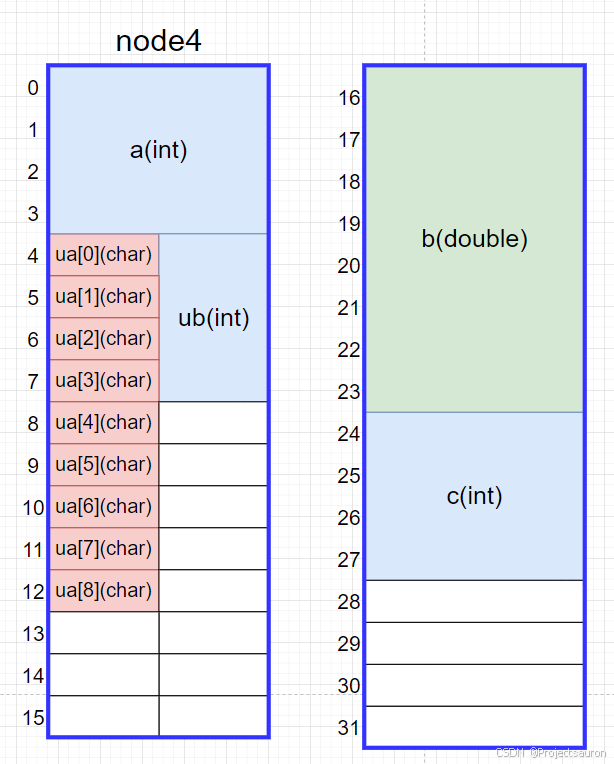 node4
0
1
a(int)
2
3
4
ua[0](char)
5
ua[1](char)
ub(int)
6
ua[2](char)
7
ua[3](char)
8
ua[4](char)
9
ua[5](char)
10
ua[6](char)
11
ua[7](char)
12
ua[8](char)
13
14
15
16
17
18
19
b(double)
20
21
22
23
24
25
c(int)
26
27
28
29
30
31
CSDN @Projectsauron